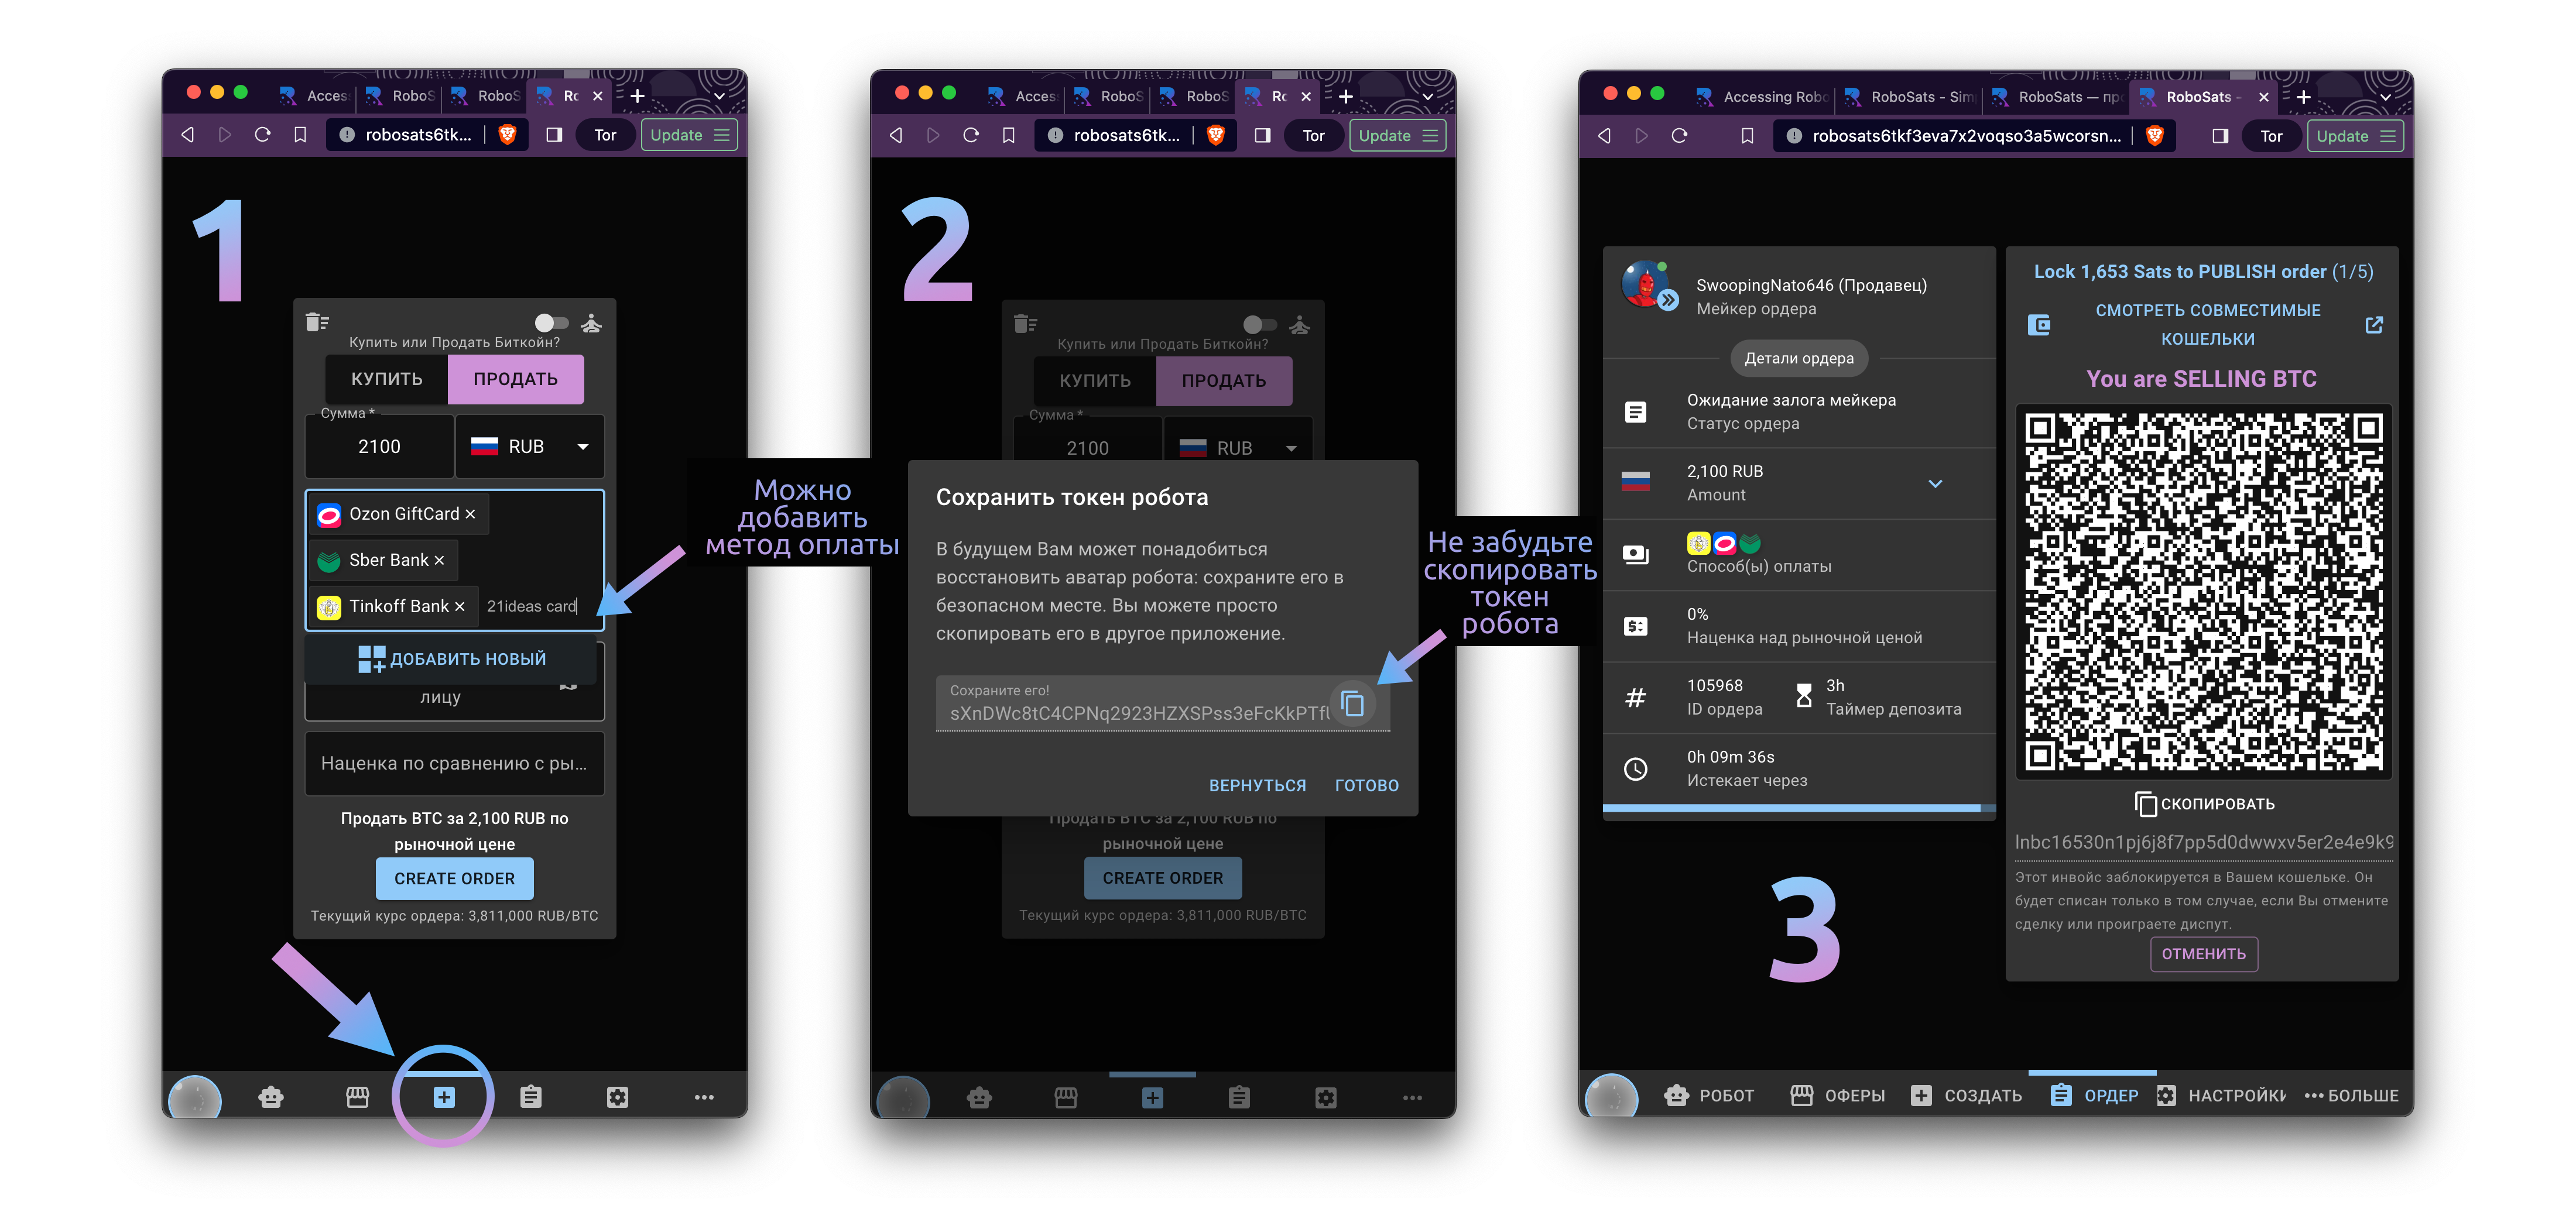 Acces
RoboS
RoboS
Rc
robosats6tk...
Tor
Update
1
Купить или Продать Биткойн?
КУПИТЬ
ПРОДАТЬ
Сумма *
2100
RUB
Ozon GiftCard
Sber Bank
Tinkoff Bank
21ideas card
ДОБАВИТЬ НОВЫЙ
лицу
Наценка по сравнению с ры...
Продать BTC за 2,100 RUB по
рыночной цене
CREATE ORDER
Текущий курс ордера: 3,811,000 RUB/BTC
Можно
добавить
метод оплаты
Acces
RoboS
RoboS
Rc
robosats6tk...
Tor
Update
2
Купить или Продать Биткойн?
КУПИТЬ
ПРОДАТЬ
Сумма *
2100
RUB
Сохранить токен робота
В будущем Вам может понадобиться
восстановить аватар робота: сохраните его в
безопасном месте. Вы можете просто
скопировать его в другое приложение.
Сохраните его!
sXnDWc8tC4CPNq2923HZXSPss3eFcKkPTf
ВЕРНУТЬСЯ
ГОТОВО
Продать BTC за 2,100 RUB по
рыночной цене
CREATE ORDER
Текущий курс ордера: 3,811,000 RUB/BTC
Не забудьте
скопировать
токен
робота
Accessing Robo
RoboSats - Sim
RoboSats — про
RoboSats -
robosats6tkf3eva7x2voqso3a5wcorsn...
Tor
Update
SwoopingNato646 (Продавец)
Мейкер ордера
Детали ордера
Ожидание залога мейкера
Статус ордера
2,100 RUB
Amount
Способ(ы) оплаты
0%
Наценка над рыночной ценой
105968
ID ордера
3h
Таймер депозита
0h 09m 36s
Истекает через
3
Lock 1,653 Sats to PUBLISH order (1/5)
СМОТРЕТЬ СОВМЕСТИМЫЕ
КОШЕЛЬКИ
You are SELLING BTC
СКОПИРОВАТЬ
lnbc16530n1pj6j8f7pp5d0dwwxv5er2e4e9k9
Этот инвойс заблокируется в Вашем кошельке. Он
будет списан только в том случае, если Вы отмените
сделку или проиграете диспут.
ОТМЕНИТЬ
РОБОТ
ОФЕРЫ
СОЗДАТЬ
ОРДЕР
НАСТРОЙКИ
БОЛЬШЕ